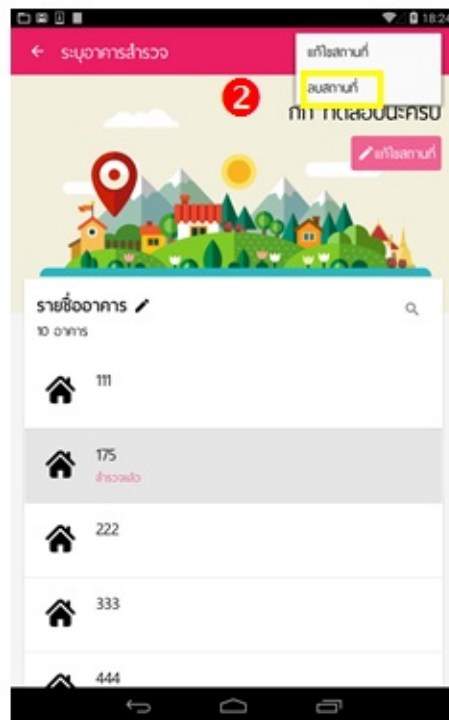 18:24
ระบุอาคารสำรวจ
แก้ไขสถานที่
ลบสถานที่
2
แก้ไขสถานที่
รายชื่ออาคาร
10 อาคาร
111
175
สำรวจแล้ว
222
333
444